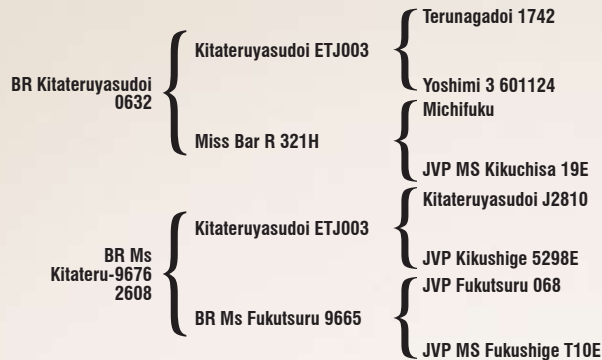 Terunagadoi 1742
Kitateruyasudoi ETJ003
Yoshimi 3 601124
BR Kitateruyasudoi
0632
Michifuku
Miss Bar R 321H
JVP MS Kikuchisa 19E
Kitateruyasudoi J2810
Kitateruyasudoi ETJ003
JVP Kikushige 5298E
BR Ms
Kitateru-9676
2608
JVP Fukutsuru 068
BR Ms Fukutsuru 9665
JVP MS Fukushige T10E